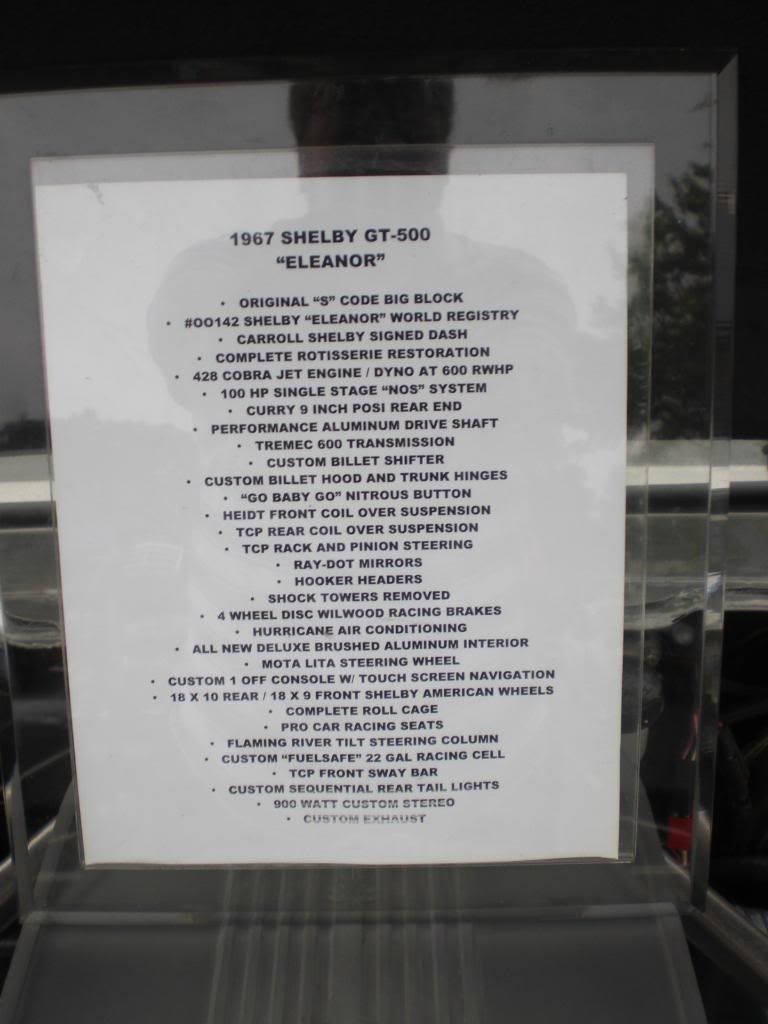 1967 SHELBY GT-500
“ELEANOR”
• ORIGINAL “S” CODE BIG BLOCK
• #OO142 SHELBY “ELEANOR” WORLD REGISTRY
• CARROLL SHELBY SIGNED DASH
• COMPLETE ROTISSERIE RESTORATION
• 428 COBRA JET ENGINE / DYNO AT 600 RWHP
• 100 HP SINGLE STAGE “NOS” SYSTEM
• CURRY 9 INCH POSI REAR END
• PERFORMANCE ALUMINUM DRIVE SHAFT
• TREMEC 600 TRANSMISSION
• CUSTOM BILLET SHIFTER
• CUSTOM BILLET HOOD AND TRUNK HINGES
• “GO BABY GO” NITROUS BUTTON
• HEIDT FRONT COIL OVER SUSPENSION
• TCP REAR COIL OVER SUSPENSION
• TCP RACK AND PINION STEERING
• RAY-DOT MIRRORS
• HOOKER HEADERS
• SHOCK TOWERS REMOVED
• 4 WHEEL DISC WILWOOD RACING BRAKES
• HURRICANE AIR CONDITIONING
• ALL NEW DELUXE BRUSHED ALUMINUM INTERIOR
• MOTA LITA STEERING WHEEL
• CUSTOM 1 OFF CONSOLE W/ TOUCH SCREEN NAVIGATION
• 18 X 10 REAR / 18 X 9 FRONT SHELBY AMERICAN WHEELS
• COMPLETE ROLL CAGE
• PRO CAR RACING SEATS
• FLAMING RIVER TILT STEERING COLUMN
• CUSTOM “FUELSAFE” 22 GAL RACING CELL
• TCP FRONT SWAY BAR
• CUSTOM SEQUENTIAL REAR TAIL LIGHTS
• 900 WATT CUSTOM STEREO
• CUSTOM EXHAUST